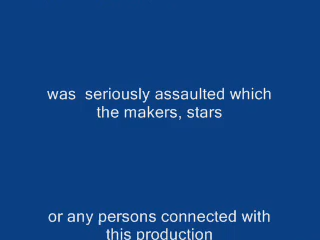 was  seriously assaulted which
the makers, stars
or any persons connected with
this production